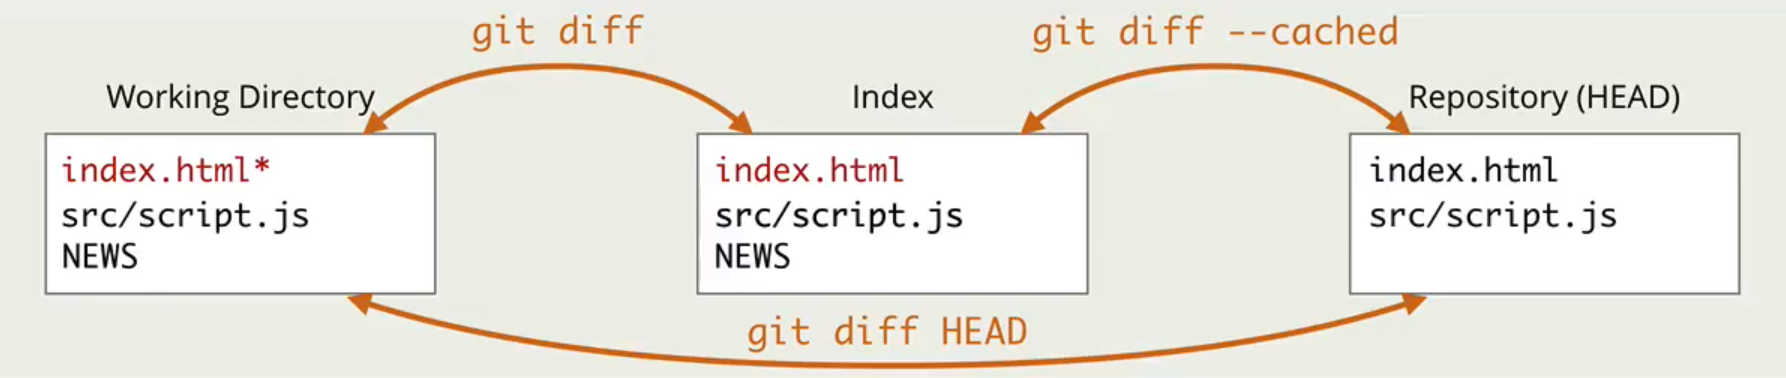 git diff
git diff --cached
Working Directory
Index
Repository (HEAD)
index.html*
src/script.js
NEWS
index.html
src/script.js
NEWS
index.html
src/script.js
git diff HEAD